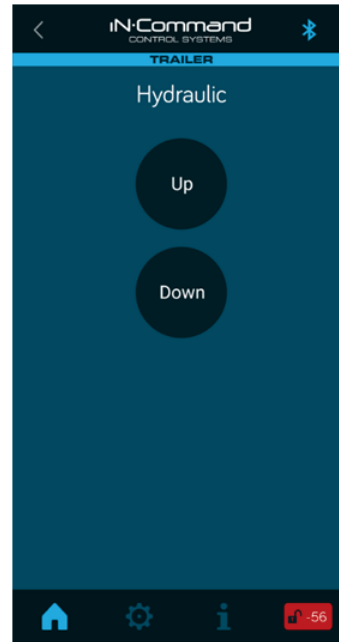 iN·Command
CONTROL SYSTEMS
TRAILER
Hydraulic
Up
Down
-56